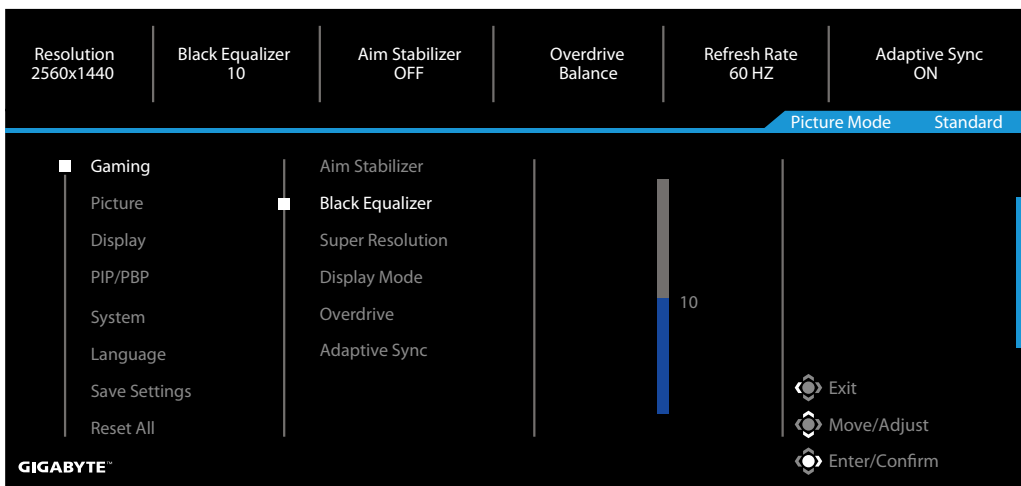 Resolution
2560x1440
Black Equalizer
10
Aim Stabilizer
OFF
Overdrive
Balance
Refresh Rate
60 HZ
Adaptive Sync
ON
Picture Mode Standard
Gaming
Picture
Display
PIP/PBP
System
Language
Save Settings
Reset All
Aim Stabilizer
Black Equalizer
Super Resolution
Display Mode
Overdrive
Adaptive Sync
10
Exit
Move/Adjust
Enter/Confirm
GIGABYTE™